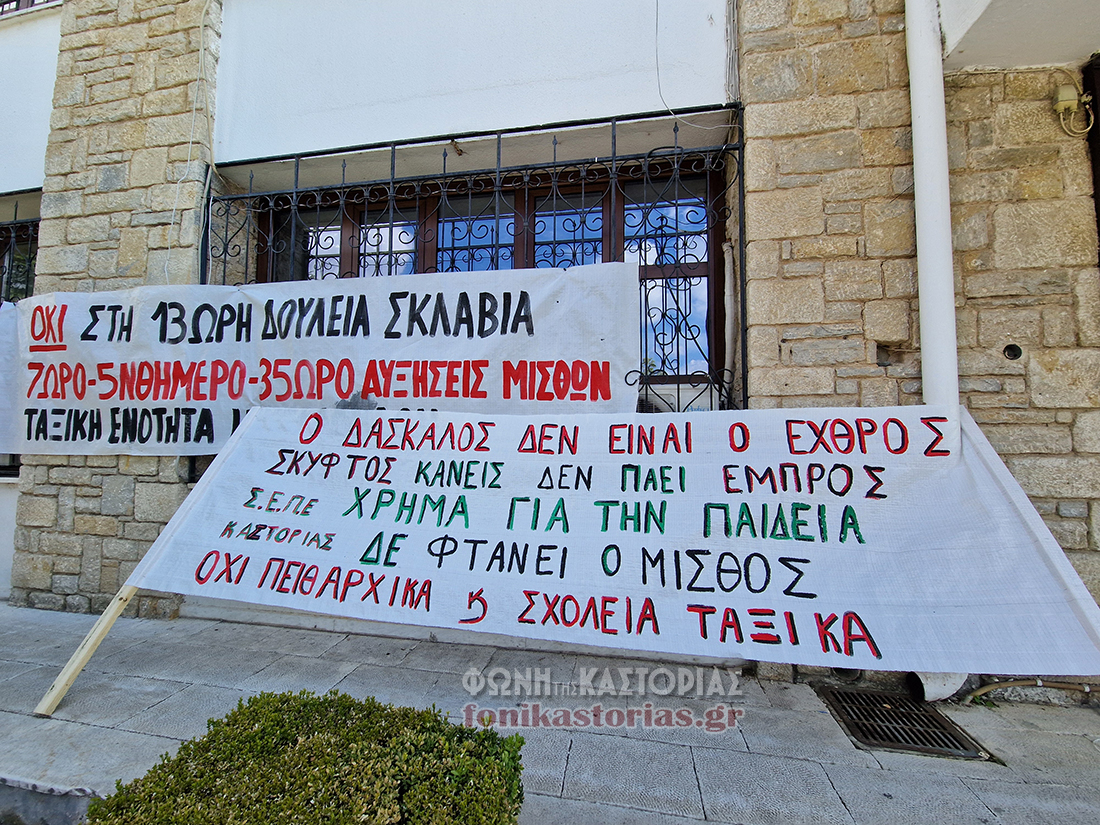 ΟΧΙ ΣΤΗ 13ΩΡΗ ΔΟΥΛΕΙΑ ΣΚΛΑΒΙΑ
7ΩΡΟ-5ΝΘΗΜΕΡΟ-35ΩΡΟ ΑΥΞΗΣΕΙΣ ΜΙΣΘΩΝ
ΤΑΞΙΚΗ ΕΝΟΤΗΤΑ
Ο ΔΑΣΚΑΛΟΣ ΔΕΝ ΕΙΝΑΙ Ο ΕΧΘΡΟΣ
ΣΚΥΦΤΟΣ ΚΑΝΕΙΣ ΔΕΝ ΠΑΕΙ ΕΜΠΡΟΣ
Σ.Ε.Π.Ε ΧΡΗΜΑ ΓΙΑ ΤΗΝ ΠΑΙΔΕΙΑ
ΚΑΣΤΟΡΙΑΣ ΔΕ ΦΤΑΝΕΙ Ο ΜΙΣΘΟΣ
ΟΧΙ ΠΕΙΘΑΡΧΙΚΑ ϗ ΣΧΟΛΕΙΑ ΤΑΞΙΚΑ
ΦΩΝΗ ΤΗΣ ΚΑΣΤΟΡΙΑΣ
fonikastorias.gr